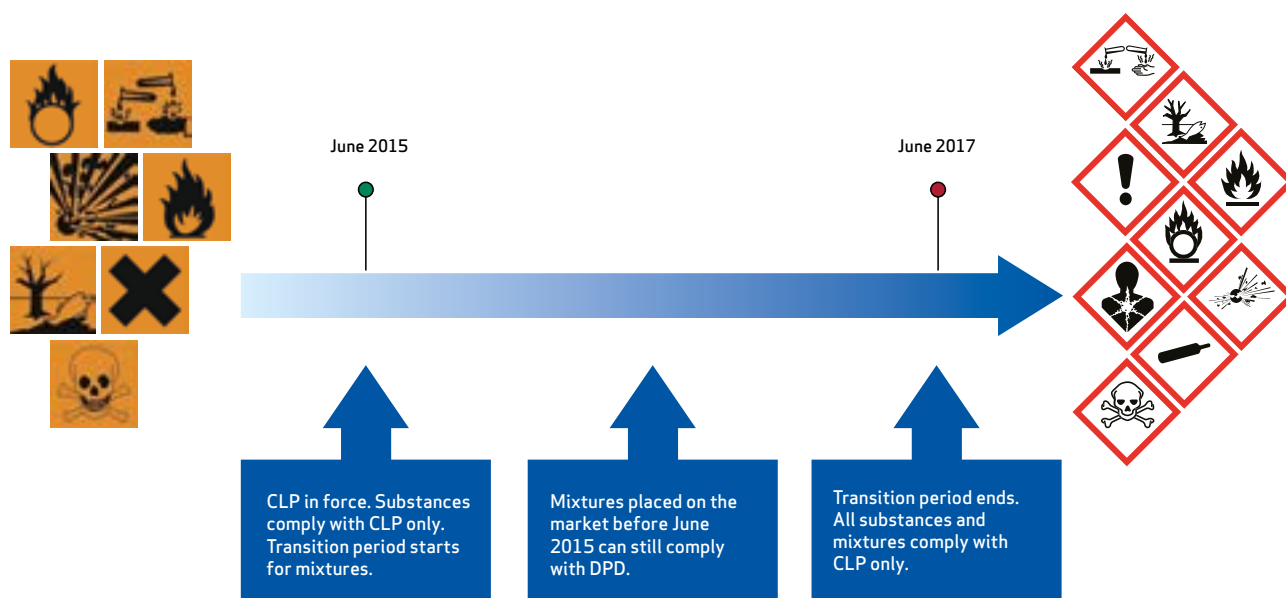 June 2015
June 2017
CLP in force. Substances
comply with CLP only.
Transition period starts
for mixtures.
Mixtures placed on the
market before June
2015 can still comply
with DPD.
Transition period ends.
All substances and
mixtures comply with
CLP only.